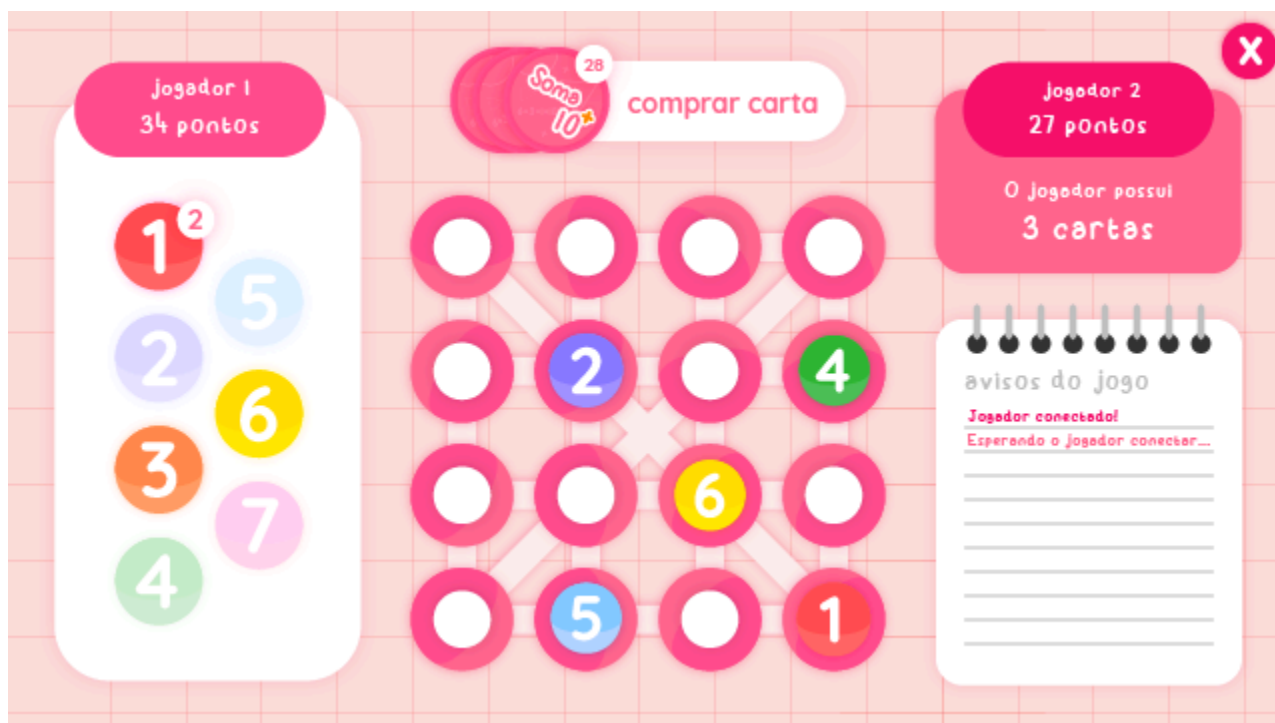 jogador 1
34 pontos
1 2
5
2
6
3
7
4
Soma
10x
28
comprar carta
2
4
6
5
1
X
jogador 2
27 pontos
O jogador possui
3 cartas
avisos do jogo
Jogador conectado!
Esperando o jogador conectar...